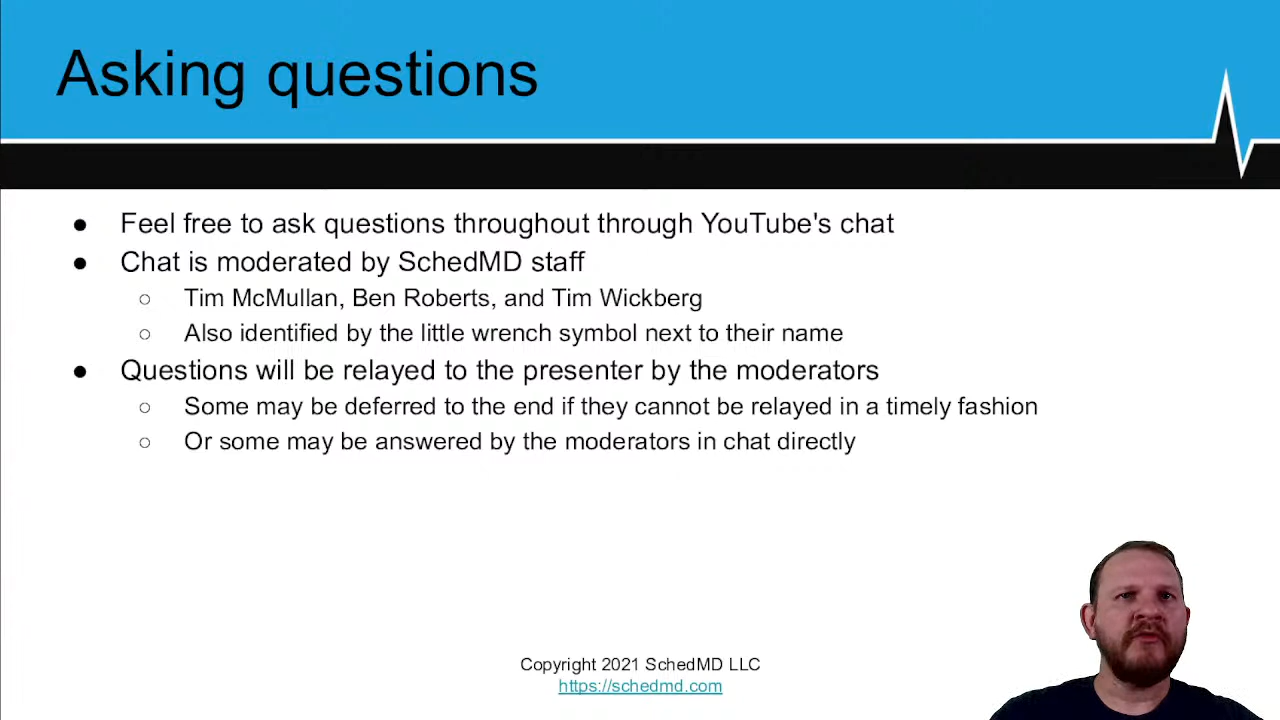 Asking questions
● Feel free to ask questions throughout through YouTube's chat
● Chat is moderated by SchedMD staff
○ Tim McMullan, Ben Roberts, and Tim Wickberg
○ Also identified by the little wrench symbol next to their name
● Questions will be relayed to the presenter by the moderators
○ Some may be deferred to the end if they cannot be relayed in a timely fashion
○ Or some may be answered by the moderators in chat directly
Copyright 2021 SchedMD LLC
https://schedmd.com